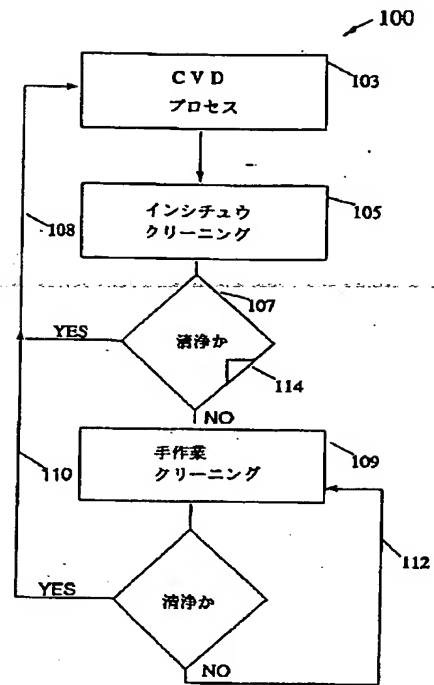 100
CVD
プロセス
103
インシチュウ
クリーニング
105
108
107
清浄か
YES
114
NO
手作業
クリーニング
109
110
112
清浄か
YES
NO